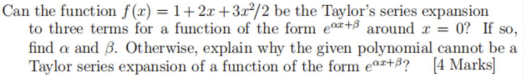 Can the function f(x) = 1+2x+3x²/2 be the Taylor's series expansion
to three terms for a function of the form e^{αx+β} around x = 0? If so,
find α and β. Otherwise, explain why the given polynomial cannot be a
Taylor series expansion of a function of the form e^{αx+β}? [4 Marks]